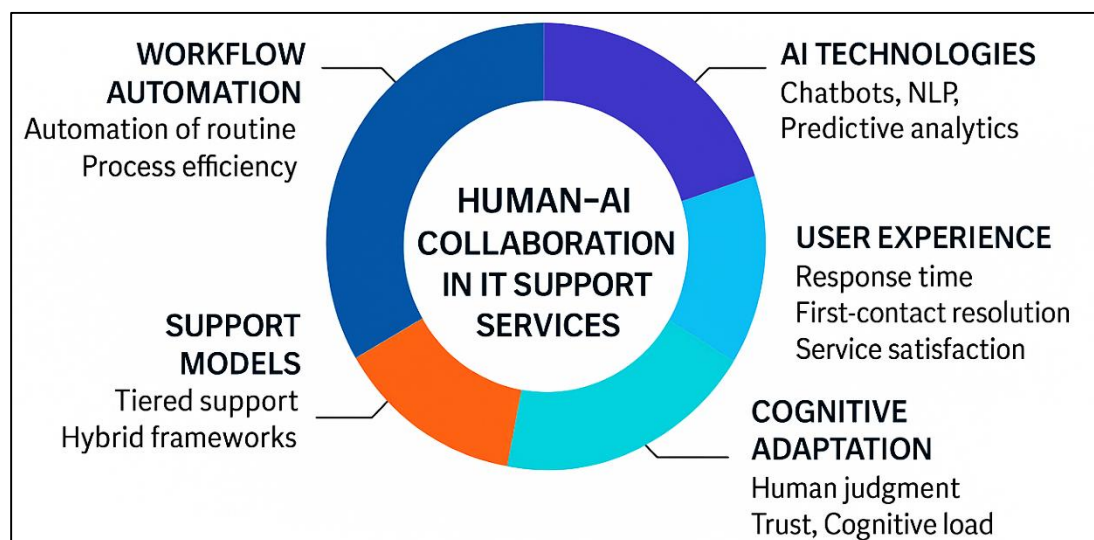 WORKFLOW
AUTOMATION
Automation of routine
Process efficiency
AI TECHNOLOGIES
Chatbots, NLP,
Predictive analytics
HUMAN–AI
COLLABORATION
IN IT SUPPORT
SERVICES
USER EXPERIENCE
Response time
First-contact resolution
Service satisfaction
SUPPORT
MODELS
Tiered support
Hybrid frameworks
COGNITIVE
ADAPTATION
Human judgment
Trust, Cognitive load